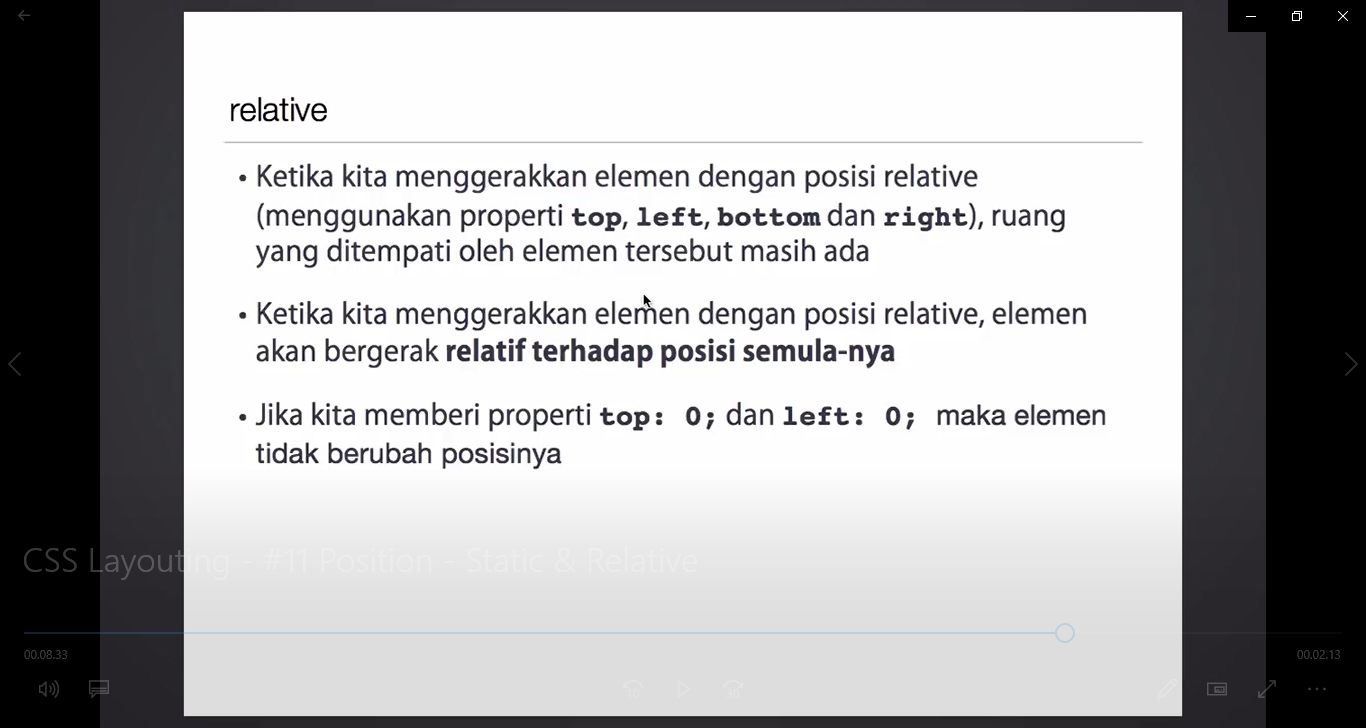 relative
• Ketika kita menggerakkan elemen dengan posisi relative
(menggunakan properti top, left, bottom dan right), ruang
yang ditempati oleh elemen tersebut masih ada
• Ketika kita menggerakkan elemen dengan posisi relative, elemen
akan bergerak relatif terhadap posisi semula-nya
• Jika kita memberi properti top: 0; dan left: 0; maka elemen
tidak berubah posisinya
CSS Layouting - #11 Position - Static & Relative
00.08.33
00.02.13
10
30